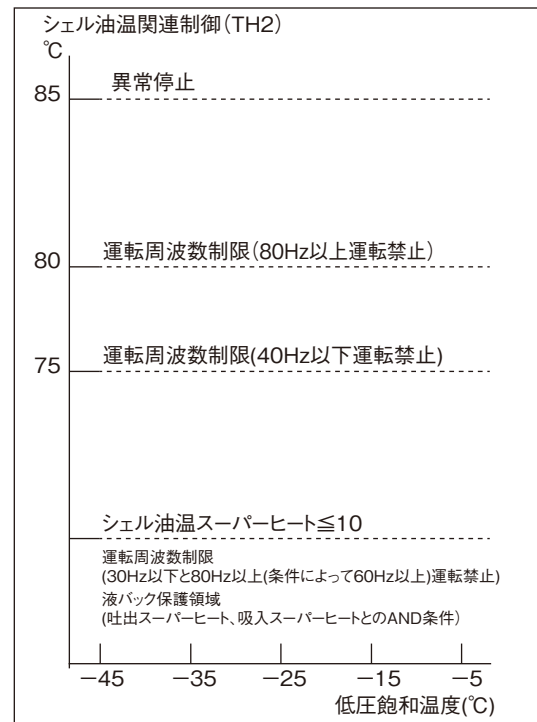 シェル油温関連制御(TH2)
℃
85
異常停止
80
運転周波数制限(80Hz以上運転禁止)
75
運転周波数制限(40Hz以下運転禁止)
シェル油温スーパーヒート≦10
運転周波数制限
(30Hz以下と80Hz以上(条件によって60Hz以上)運転禁止)
液バック保護領域
(吐出スーパーヒート、吸入スーパーヒートとのAND条件)
−45 −35 −25 −15 −5
低圧飽和温度(℃)